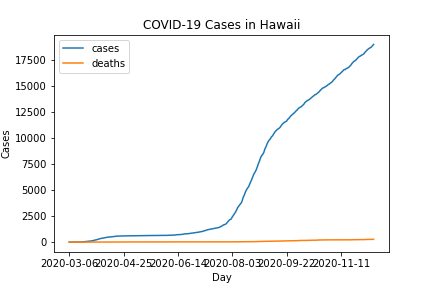 COVID-19 Cases in Hawaii
cases
deaths
17500
15000
12500
10000
7500
5000
2500
0
Cases
2020-03-06 2020-04-25 2020-06-14 2020-08-03 2020-09-22 2020-11-11
Day